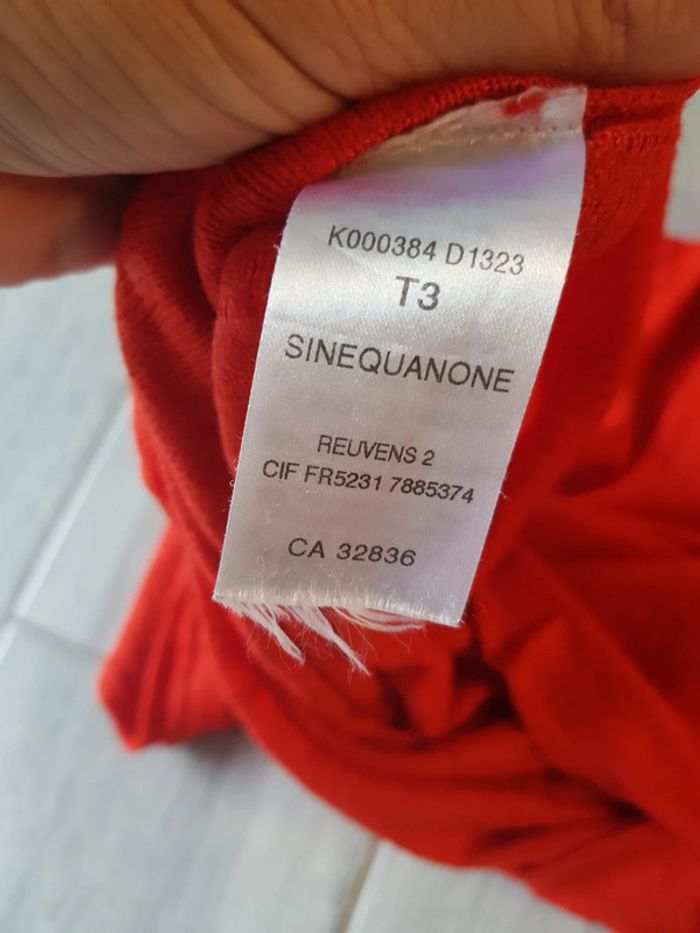 K000384 D1323
T3
SINEQUANONE
REUVENS 2
CIF FR5231 7885374
CA 32836